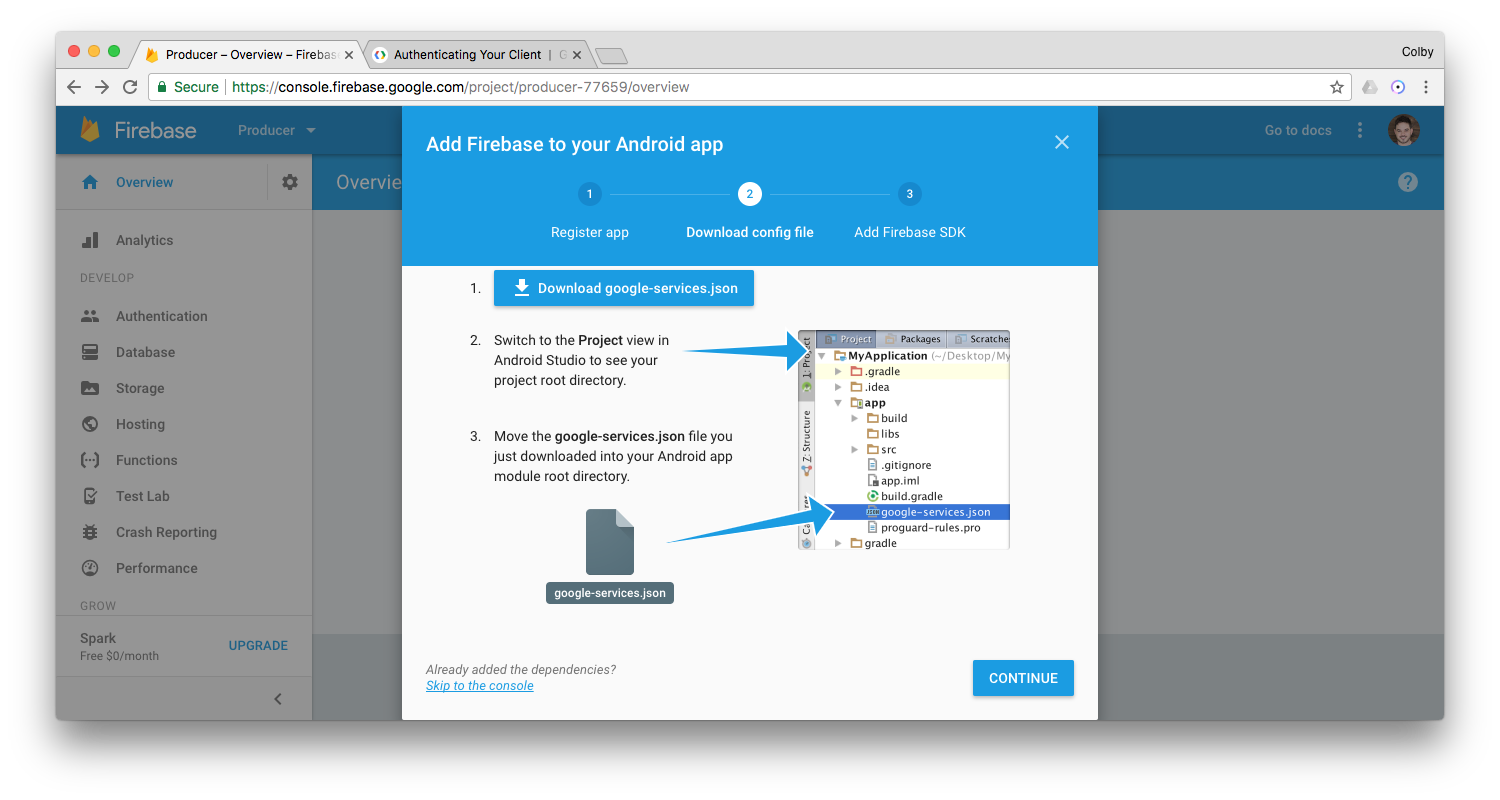 Producer – Overview – Firebas
Authenticating Your Client | G
Colby
Secure
https://console.firebase.google.com/project/producer-77659/overview
Firebase
Producer
Go to docs
Overview
Overvie
Analytics
DEVELOP
Authentication
Database
Storage
Hosting
Functions
Test Lab
Crash Reporting
Performance
GROW
Spark
Free $0/month
UPGRADE
Add Firebase to your Android app
1
2
3
Register app
Download config file
Add Firebase SDK
1.
Download google-services.json
2. Switch to the Project view in
Android Studio to see your
project root directory.
3. Move the google-services.json file you
just downloaded into your Android app
module root directory.
google-services.json
Project
Packages
Scratche
1: Project
Z: Structure
MyApplication (~/Desktop/My
.gradle
.idea
app
build
libs
src
.gitignore
app.iml
build.gradle
google-services.json
proguard-rules.pro
gradle
Already added the dependencies?
Skip to the console
CONTINUE